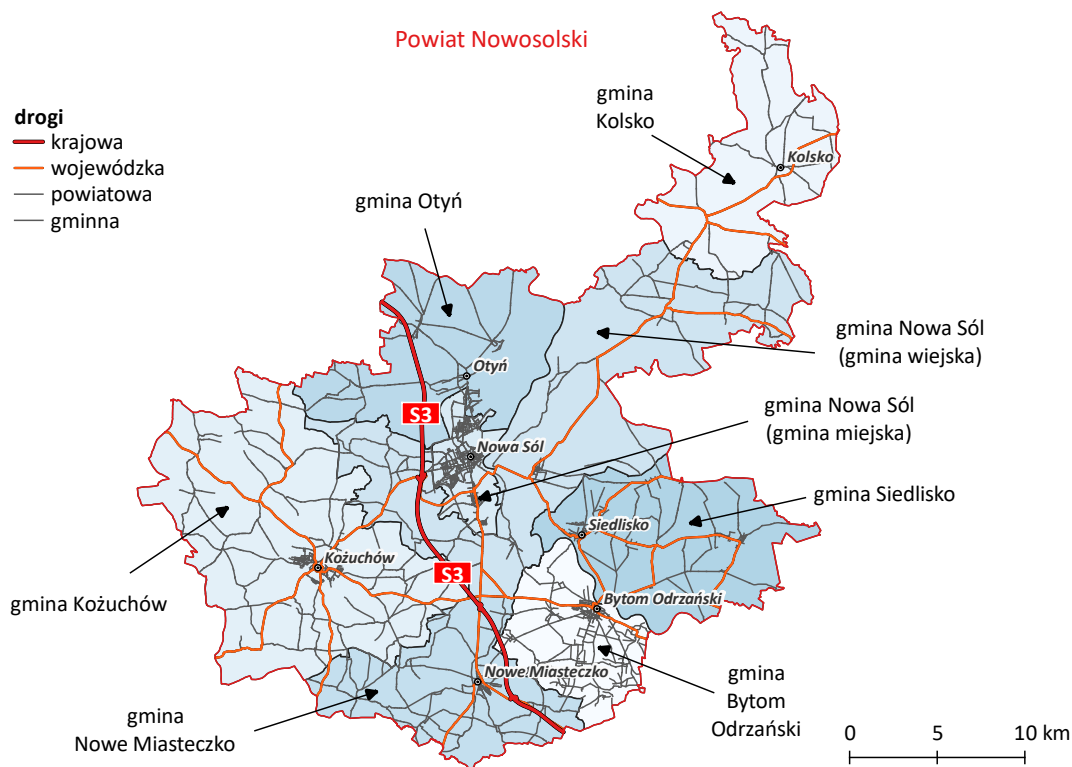 Powiat Nowosolski
drogi
krajowa
wojewódzka
powiatowa
gminna
gmina
Kolsko
Kolsko
gmina Otyń
gmina Nowa Sól
(gmina wiejska)
Otyń
S3
gmina Nowa Sól
(gmina miejska)
Nowa Sól
gmina Siedlisko
Siedlisko
Kożuchów
S3
gmina Kożuchów
Bytom Odrzański
Nowe Miasteczko
gmina
Bytom
Odrzański
gmina
Nowe Miasteczko
0 5 10 km